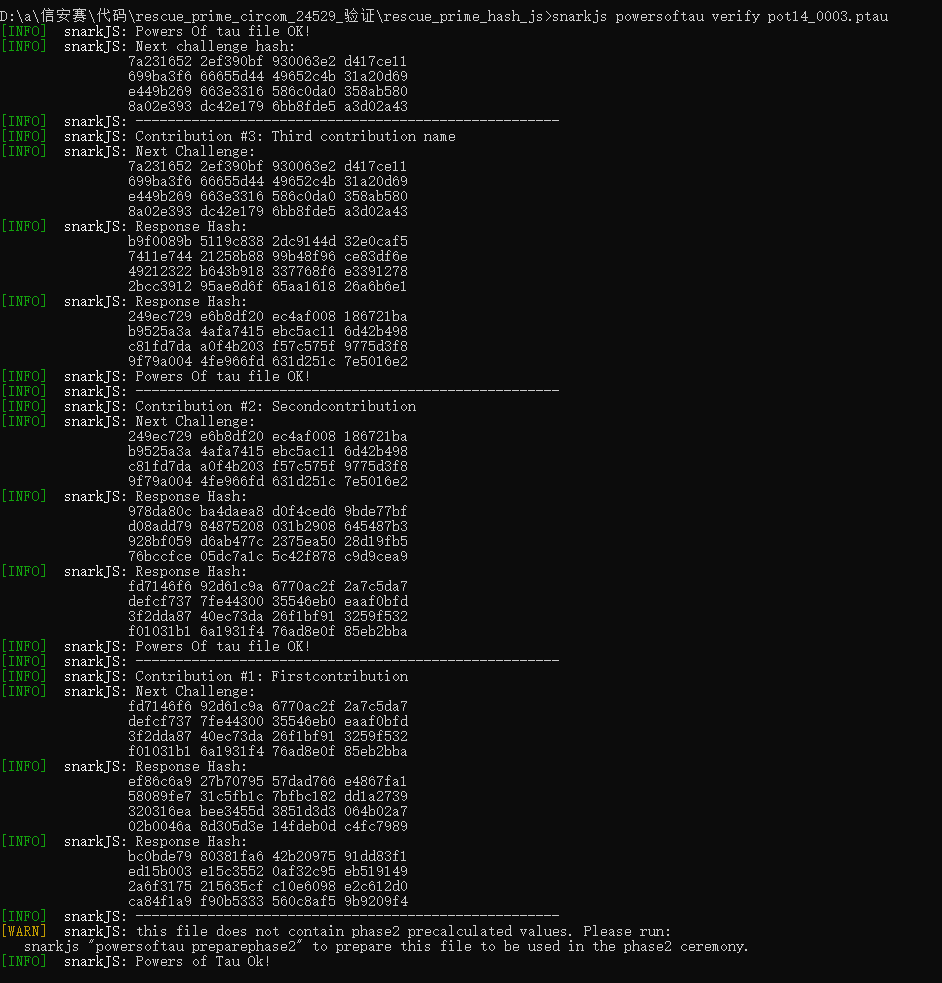 D:\a\信安赛\代码\rescue_prime_circom_24529_验证\rescue_prime_hash_js>snarkjs powersoftau verify pot14_0003.ptau
[INFO]  snarkJS: Powers Of tau file OK!
[INFO]  snarkJS: Next challenge hash:
7a231652 2ef390bf 930063e2 d417ce11
699ba3f6 66655d44 49652c4b 31a20d69
e449b269 663e3316 586c0da0 358ab580
8a02e393 dc42e179 6bb8fde5 a3d02a43
[INFO]  snarkJS: -----------------------------------------------------
[INFO]  snarkJS: Contribution #3: Third contribution name
[INFO]  snarkJS: Next Challenge:
7a231652 2ef390bf 930063e2 d417ce11
699ba3f6 66655d44 49652c4b 31a20d69
e449b269 663e3316 586c0da0 358ab580
8a02e393 dc42e179 6bb8fde5 a3d02a43
[INFO]  snarkJS: Response Hash:
b9f0089b 5119c838 2dc9144d 32e0caf5
7411e744 21258b88 99b48f96 ce83df6e
49212322 b643b918 337768f6 e3391278
2bcc3912 95ae8d6f 65aa1618 26a6b6e1
[INFO]  snarkJS: Response Hash:
249ec729 e6b8df20 ec4af008 186721ba
b9525a3a 4afa7415 ebc5ac11 6d42b498
c81fd7da a0f4b203 f57c575f 9775d3f8
9f79a004 4fe966fd 631d251c 7e5016e2
[INFO]  snarkJS: Powers Of tau file OK!
[INFO]  snarkJS: -----------------------------------------------------
[INFO]  snarkJS: Contribution #2: Secondcontribution
[INFO]  snarkJS: Next Challenge:
249ec729 e6b8df20 ec4af008 186721ba
b9525a3a 4afa7415 ebc5ac11 6d42b498
c81fd7da a0f4b203 f57c575f 9775d3f8
9f79a004 4fe966fd 631d251c 7e5016e2
[INFO]  snarkJS: Response Hash:
978da80c ba4daea8 d0f4ced6 9bde77bf
d08add79 84875208 031b2908 645487b3
928bf059 d6ab477c 2375ea50 28d19fb5
76bccfce 05dc7a1c 5c42f878 c9d9cea9
[INFO]  snarkJS: Response Hash:
fd7146f6 92d61c9a 6770ac2f 2a7c5da7
defcf737 7fe44300 35546eb0 eaaf0bfd
3f2dda87 40ec73da 26f1bf91 3259f532
f01031b1 6a1931f4 76ad8e0f 85eb2bba
[INFO]  snarkJS: Powers Of tau file OK!
[INFO]  snarkJS: -----------------------------------------------------
[INFO]  snarkJS: Contribution #1: Firstcontribution
[INFO]  snarkJS: Next Challenge:
fd7146f6 92d61c9a 6770ac2f 2a7c5da7
defcf737 7fe44300 35546eb0 eaaf0bfd
3f2dda87 40ec73da 26f1bf91 3259f532
f01031b1 6a1931f4 76ad8e0f 85eb2bba
[INFO]  snarkJS: Response Hash:
ef86c6a9 27b70795 57dad766 e4867fa1
58089fe7 31c5fb1c 7bfbc182 dd1a2739
320316ea bee3455d 3851d3d3 064b02a7
02b0046a 8d305d3e 14fdeb0d c4fc7989
[INFO]  snarkJS: Response Hash:
bc0bde79 80381fa6 42b20975 91dd83f1
ed15b003 e15c3552 0af32c95 eb519149
2a6f3175 215635cf c10e6098 e2c612d0
ca84f1a9 f90b5333 560c8af5 9b9209f4
[INFO]  snarkJS: -----------------------------------------------------
[WARN]  snarkJS: this file does not contain phase2 precalculated values. Please run:
snarkjs "powersoftau preparephase2" to prepare this file to be used in the phase2 ceremony.
[INFO]  snarkJS: Powers of Tau Ok!